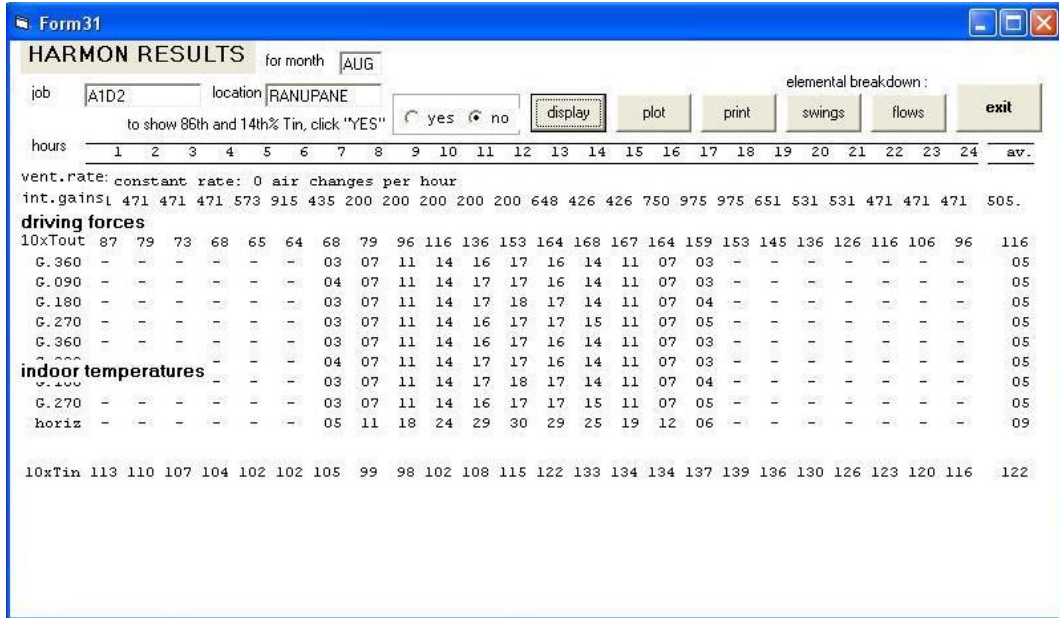 Form31
HARMON RESULTS for month AUG
job A1D2 location RANUPANE
elemental breakdown :
to show 86th and 14th% Tin, click "YES" yes no display plot print swings flows exit
hours 1 2 3 4 5 6 7 8 9 10 11 12 13 14 15 16 17 18 19 20 21 22 23 24 av.
vent.rate: constant rate: 0 air changes per hour
int.gains 471 471 471 573 915 435 200 200 200 200 200 648 426 426 750 975 975 651 531 531 471 471 471 505.
driving forces
10xTout 87 79 73 68 65 64 68 79 96 116 136 153 164 168 167 164 159 153 145 136 126 116 106 96 116
G.360 - - - - - - 03 07 11 14 16 17 16 14 11 07 03 - - - - - - - 05
G.090 - - - - - - 04 07 11 14 17 17 16 14 11 07 03 - - - - - - - 05
G.180 - - - - - - 03 07 11 14 17 18 17 14 11 07 04 - - - - - - - 05
G.270 - - - - - - 03 07 11 14 16 17 17 15 11 07 05 - - - - - - - 05
G.360 - - - - - - 03 07 11 14 16 17 16 14 11 07 03 - - - - - - - 05
04 07 11 14 17 17 16 14 11 07 03 - - - - - - - 05
indoor temperatures
- - 03 07 11 14 17 18 17 14 11 07 04 - - - - - - - 05
G.270 - - - - - - 03 07 11 14 16 17 17 15 11 07 05 - - - - - - - 05
horiz - - - - - - 05 11 18 24 29 30 29 25 19 12 06 - - - - - - - 09
10xTin 113 110 107 104 102 102 105 99 98 102 108 115 122 133 134 134 137 139 136 130 126 123 120 116 122